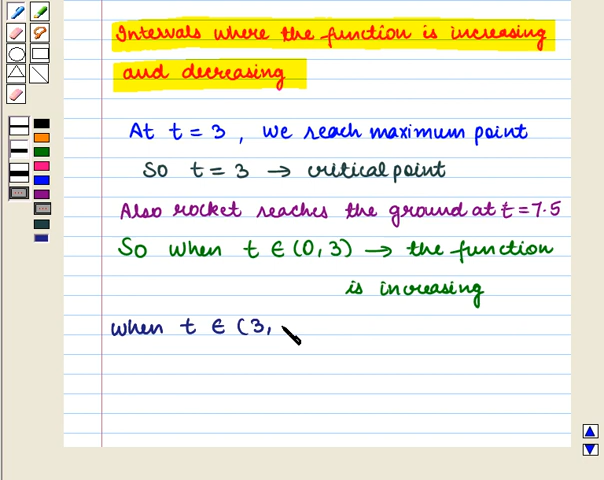 Intervals where the function is increasing
and decreasing
At t = 3, we reach maximum point
So t = 3 → critical point
Also rocket reaches the ground at t = 7.5
So when t ∈ (0, 3) → the function
is increasing
when t ∈ (3,